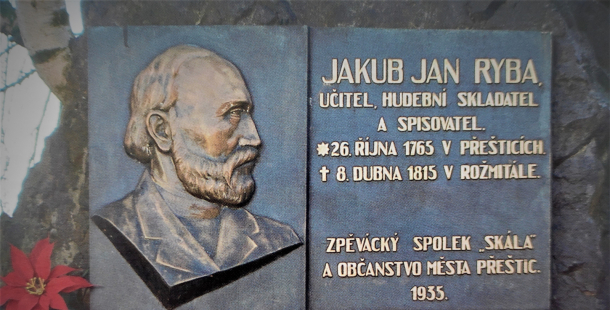 JAKUB JAN RYBA,
UČITEL, HUDEBNÍ SKLADATEL
A SPISOVATEL.
✱ 26. ŘÍJNA 1765 V PŘEŠTICÍCH.
† 8. DUBNA 1815 V ROŽMITÁLE.
ZPĚVÁCKÝ SPOLEK „SKÁLA"
A OBČANSTVO MĚSTA PŘEŠTIC.
1935.